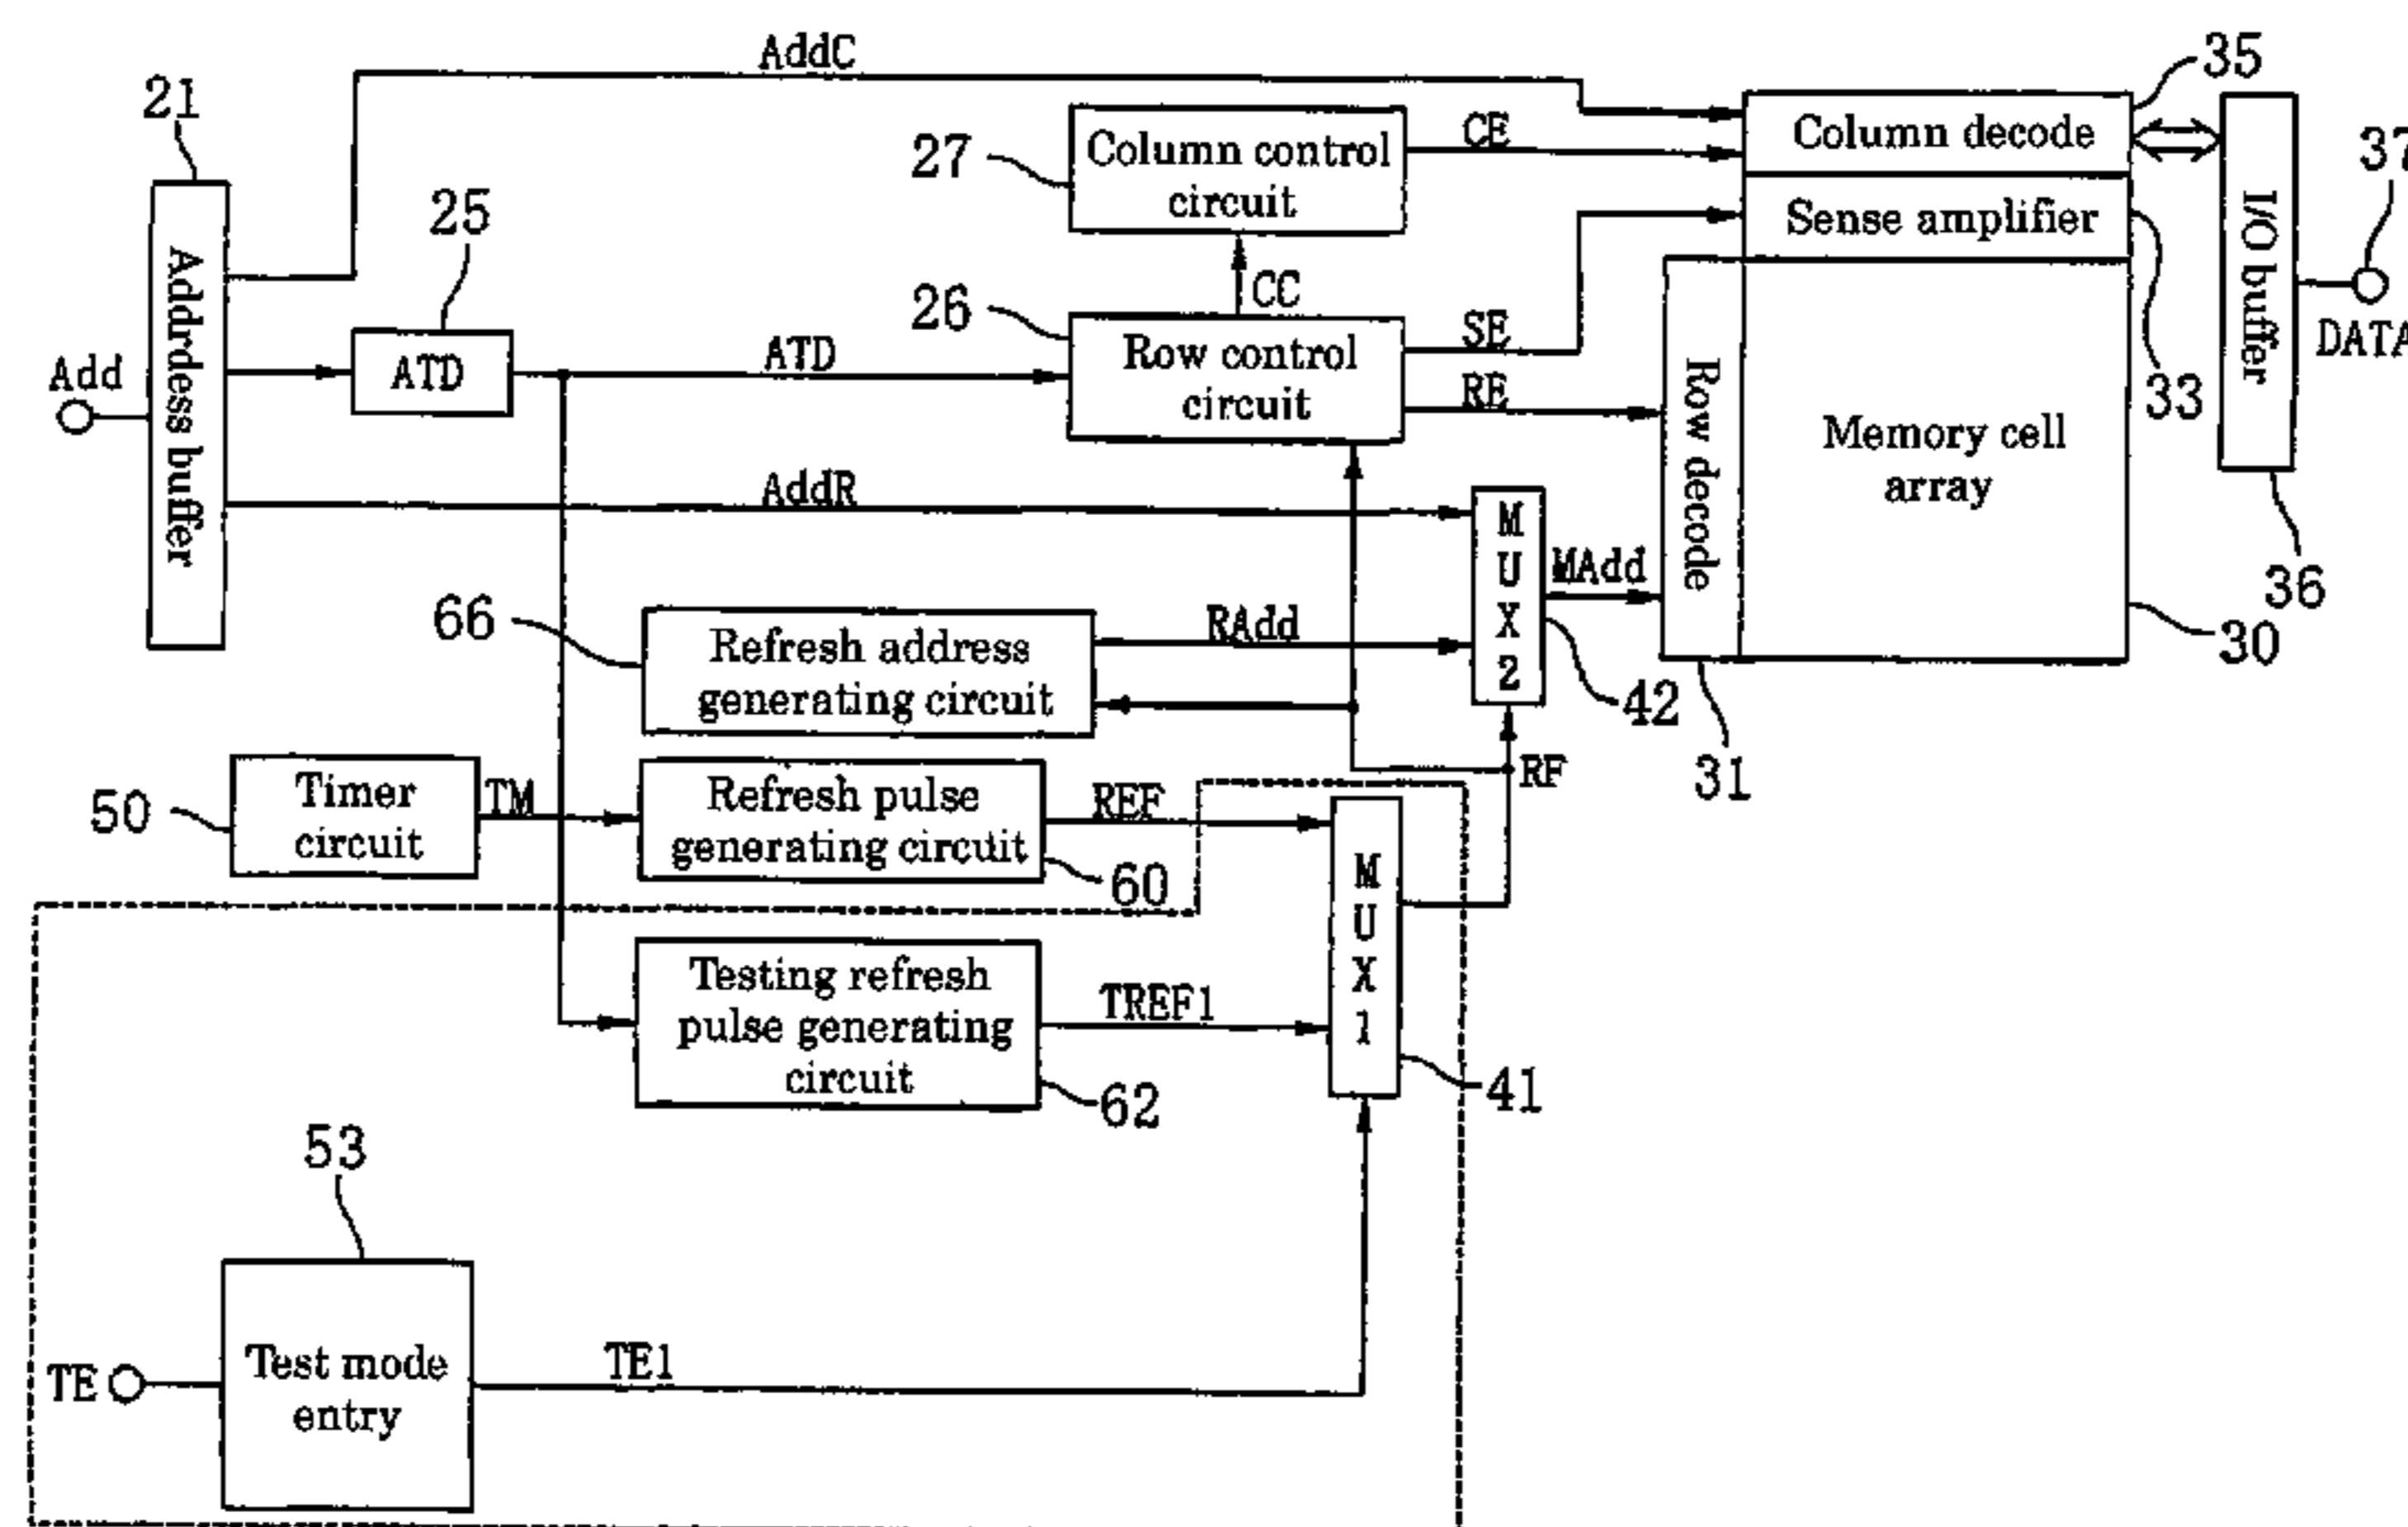 AddC
35
21
27
Column control
circuit
CE
Column decode
37
25
Sense amplifier
I/O buffer
CC
26
Add
Addrdess buffer
ATD
ATD
Row control
circuit
SE
RE
Row decode
Memory cell
array
33
DATA
AddR
M
U
X
2
MAdd
36
66
Refresh address
generating circuit
RAdd
42
30
31
50
Timer
circuit
TM
Refresh pulse
generating circuit
REF
RF
60
M
U
X
1
Testing refresh
pulse generating
circuit
TREF1
62
41
53
TE
Test mode
entry
TE1